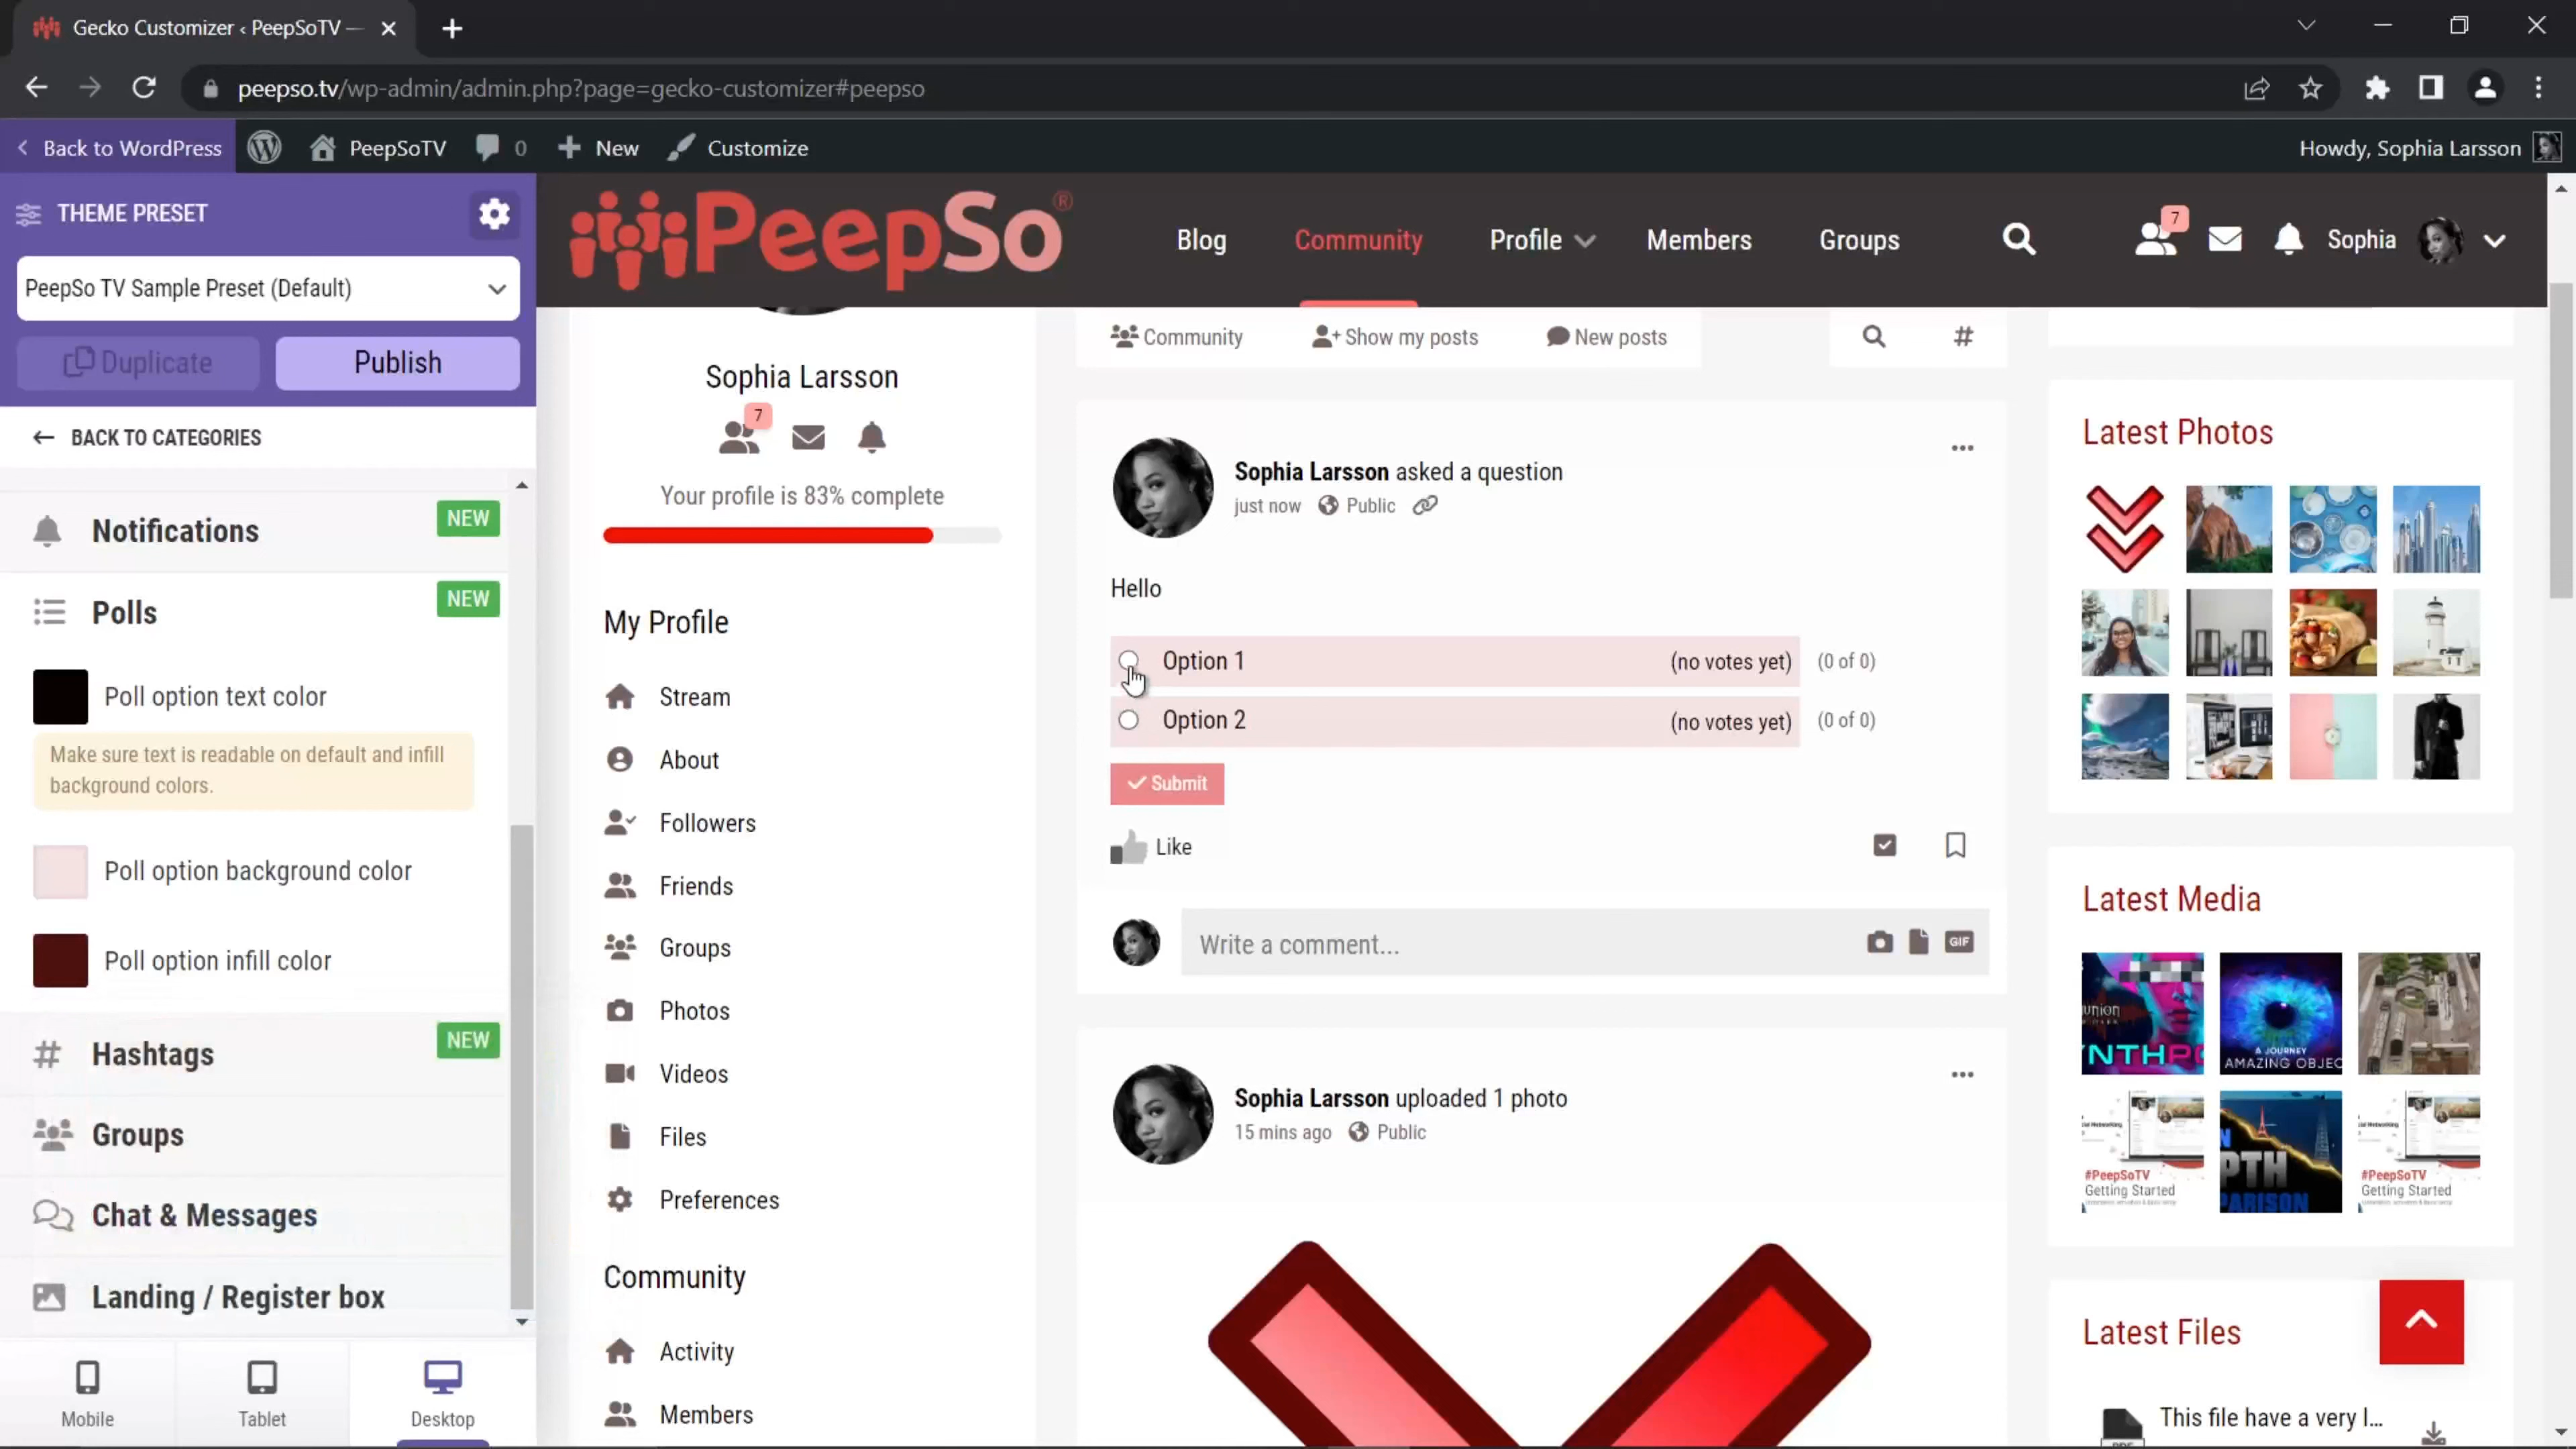 Gecko Customizer ‹ PeepSoTV —
peepso.tv/wp-admin/admin.php?page=gecko-customizer#peepso
Back to WordPress
PeepSoTV
0
New
Customize
Howdy, Sophia Larsson
THEME PRESET
PeepSo TV Sample Preset (Default)
Duplicate
Publish
BACK TO CATEGORIES
Notifications
NEW
Polls
NEW
Poll option text color
Make sure text is readable on default and infill
background colors.
Poll option background color
Poll option infill color
Hashtags
NEW
Groups
Chat & Messages
Landing / Register box
Mobile
Tablet
Desktop
PeepSo®
Blog
Community
Profile
Members
Groups
7
Sophia
Sophia Larsson
7
Your profile is 83% complete
My Profile
Stream
About
Followers
Friends
Groups
Photos
Videos
Files
Preferences
Community
Activity
Members
Community
Show my posts
New posts
#
Sophia Larsson asked a question
just now
Public
Hello
Option 1
(no votes yet)
(0 of 0)
Option 2
(no votes yet)
(0 of 0)
Submit
Like
Write a comment...
GIF
Sophia Larsson uploaded 1 photo
15 mins ago
Public
Latest Photos
Latest Media
A JOURNEY
AMAZING OBJEC
#PeepSoTV
Getting Started
PTH
PARISON
#PeepSoTV
Getting Started
Latest Files
This file have a very l...